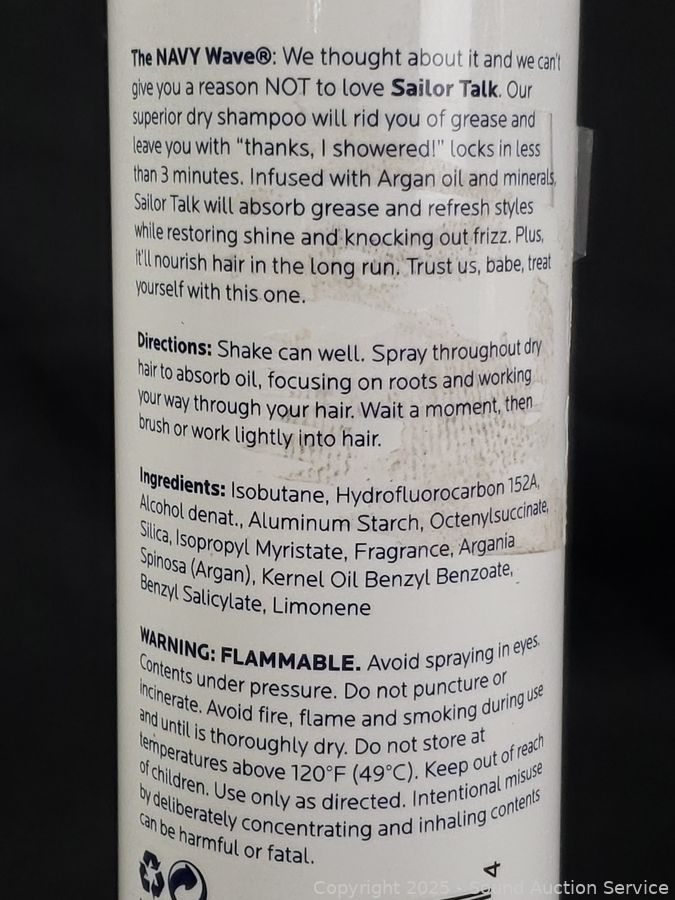 The NAVY Wave®: We thought about it and we can't
give you a reason NOT to love Sailor Talk. Our
superior dry shampoo will rid you of grease and
leave you with "thanks, I showered!" locks in less
than 3 minutes. Infused with Argan oil and minerals,
Sailor Talk will absorb grease and refresh styles
while restoring shine and knocking out frizz. Plus,
it'll nourish hair in the long run. Trust us, babe, treat
yourself with this one.
Directions: Shake can well. Spray throughout dry
hair to absorb oil, focusing on roots and working
your way through your hair. Wait a moment, then
brush or work lightly into hair.
Ingredients: Isobutane, Hydrofluorocarbon 152A,
Alcohol denat., Aluminum Starch, Octenylsuccinate,
Silica, Isopropyl Myristate, Fragrance, Argania
Spinosa (Argan), Kernel Oil Benzyl Benzoate,
Benzyl Salicylate, Limonene
WARNING: FLAMMABLE. Avoid spraying in eyes.
Contents under pressure. Do not puncture or
incinerate. Avoid fire, flame and smoking during use
and until is thoroughly dry. Do not store at
temperatures above 120°F (49°C). Keep out of reach
of children. Use only as directed. Intentional misuse
by deliberately concentrating and inhaling contents
can be harmful or fatal.
4
Copyright 2025 - Sound Auction Service